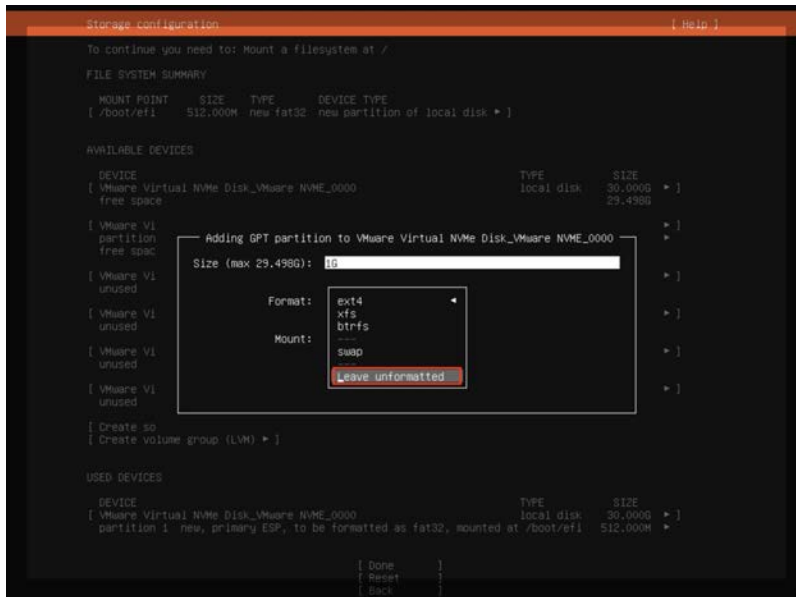 Storage configuration [ Help ]
To continue you need to: Mount a filesystem at /
FILE SYSTEM SUMMARY
MOUNT POINT SIZE TYPE DEVICE TYPE
[ /boot/efi 512.000M new fat32 new partition of local disk ▸ ]
AVAILABLE DEVICES
DEVICE TYPE SIZE
[ VMware Virtual NVMe Disk_VMware NVME_0000 local disk 30.000G ▸ ]
free space 29.498G
[ VMware Vi ▸ ]
partition ▸
free spac
Adding GPT partition to VMware Virtual NVMe Disk_VMware NVME_0000
Size (max 29.498G): 1G
[ VMware Vi ▸ ]
unused
Format: ext4 ◂
xfs
btrfs
---
swap
---
Leave unformatted
[ VMware Vi ▸ ]
unused
Mount:
[ VMware Vi ▸ ]
unused
[ VMware Vi ▸ ]
unused
[ Create so
[ Create volume group (LVM) ▸ ]
USED DEVICES
DEVICE TYPE SIZE
[ VMware Virtual NVMe Disk_VMware NVME_0000 local disk 30.000G ▸ ]
partition 1 new, primary ESP, to be formatted as fat32, mounted at /boot/efi 512.000M ▸
[ Done ]
[ Reset ]
[ Back ]